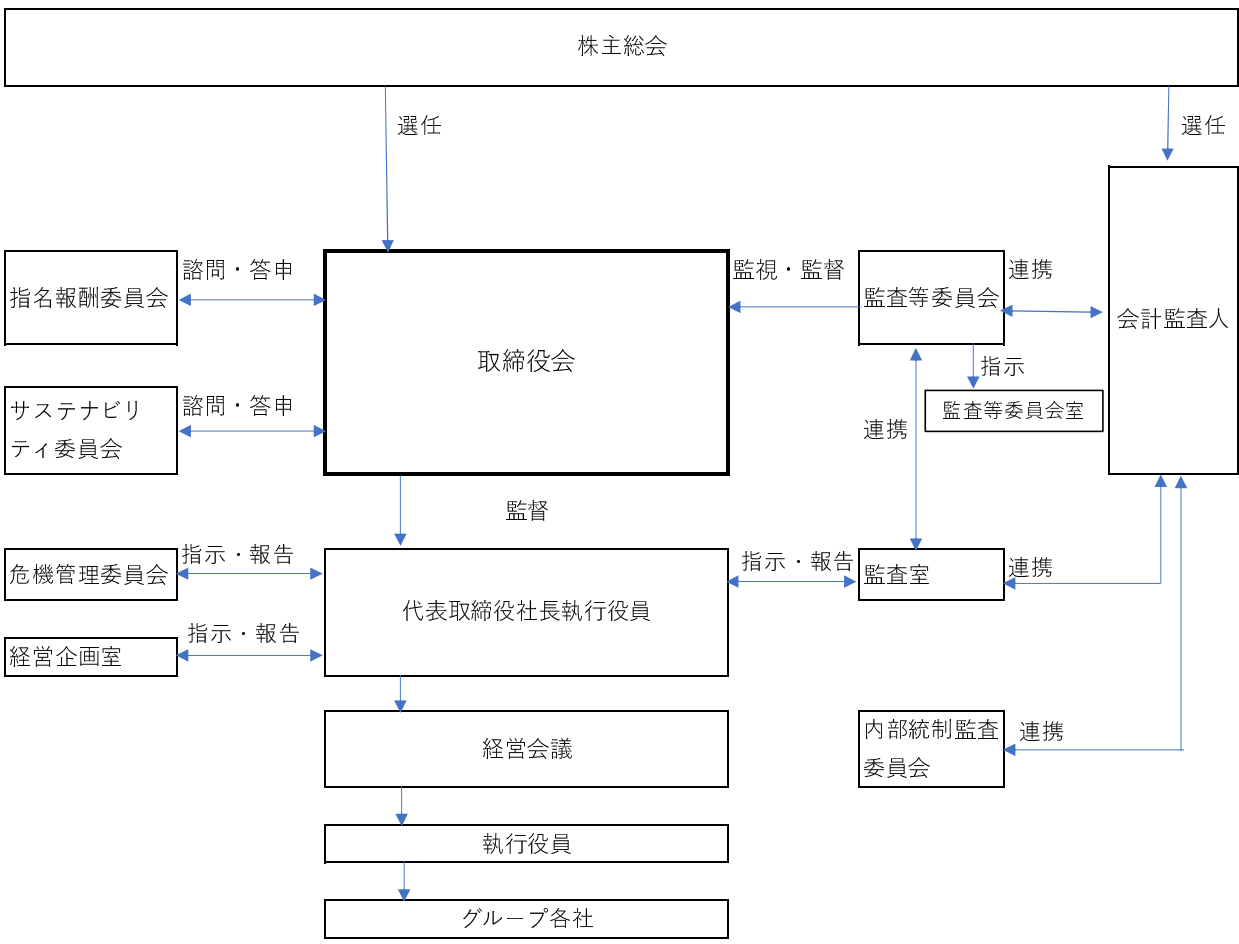 株主総会
選任
選任
諮問・答申
監視・監督
連携
指名報酬委員会
監査等委員会
会計監査人
取締役会
指示
サステナビリ
ティ委員会
諮問・答申
監査等委員会室
連携
監督
指示・報告
指示・報告
連携
危機管理委員会
監査室
代表取締役社長執行役員
指示・報告
経営企画室
経営会議
内部統制監査
委員会
連携
執行役員
グループ各社